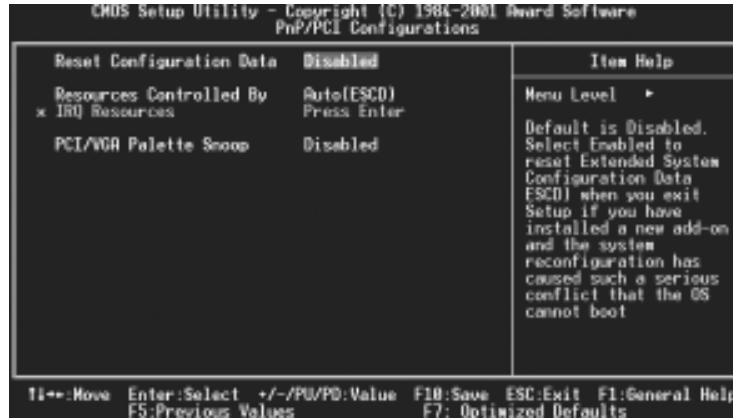 CMOS Setup Utility - Copyright (C) 1984-2001 Award Software
PnP/PCI Configurations
Reset Configuration Data Disabled
Resources Controlled By Auto(ESCD)
x IRQ Resources Press Enter
PCI/VGA Palette Snoop Disabled
Item Help
Menu Level ►
Default is Disabled.
Select Enabled to
reset Extended System
Configuration Data
ESCD) when you exit
Setup if you have
installed a new add-on
and the system
reconfiguration has
caused such a serious
conflict that the OS
cannot boot
↑↓←→:Move Enter:Select +/-/PU/PD:Value F10:Save ESC:Exit F1:General Help
F5:Previous Values F7: Optimized Defaults